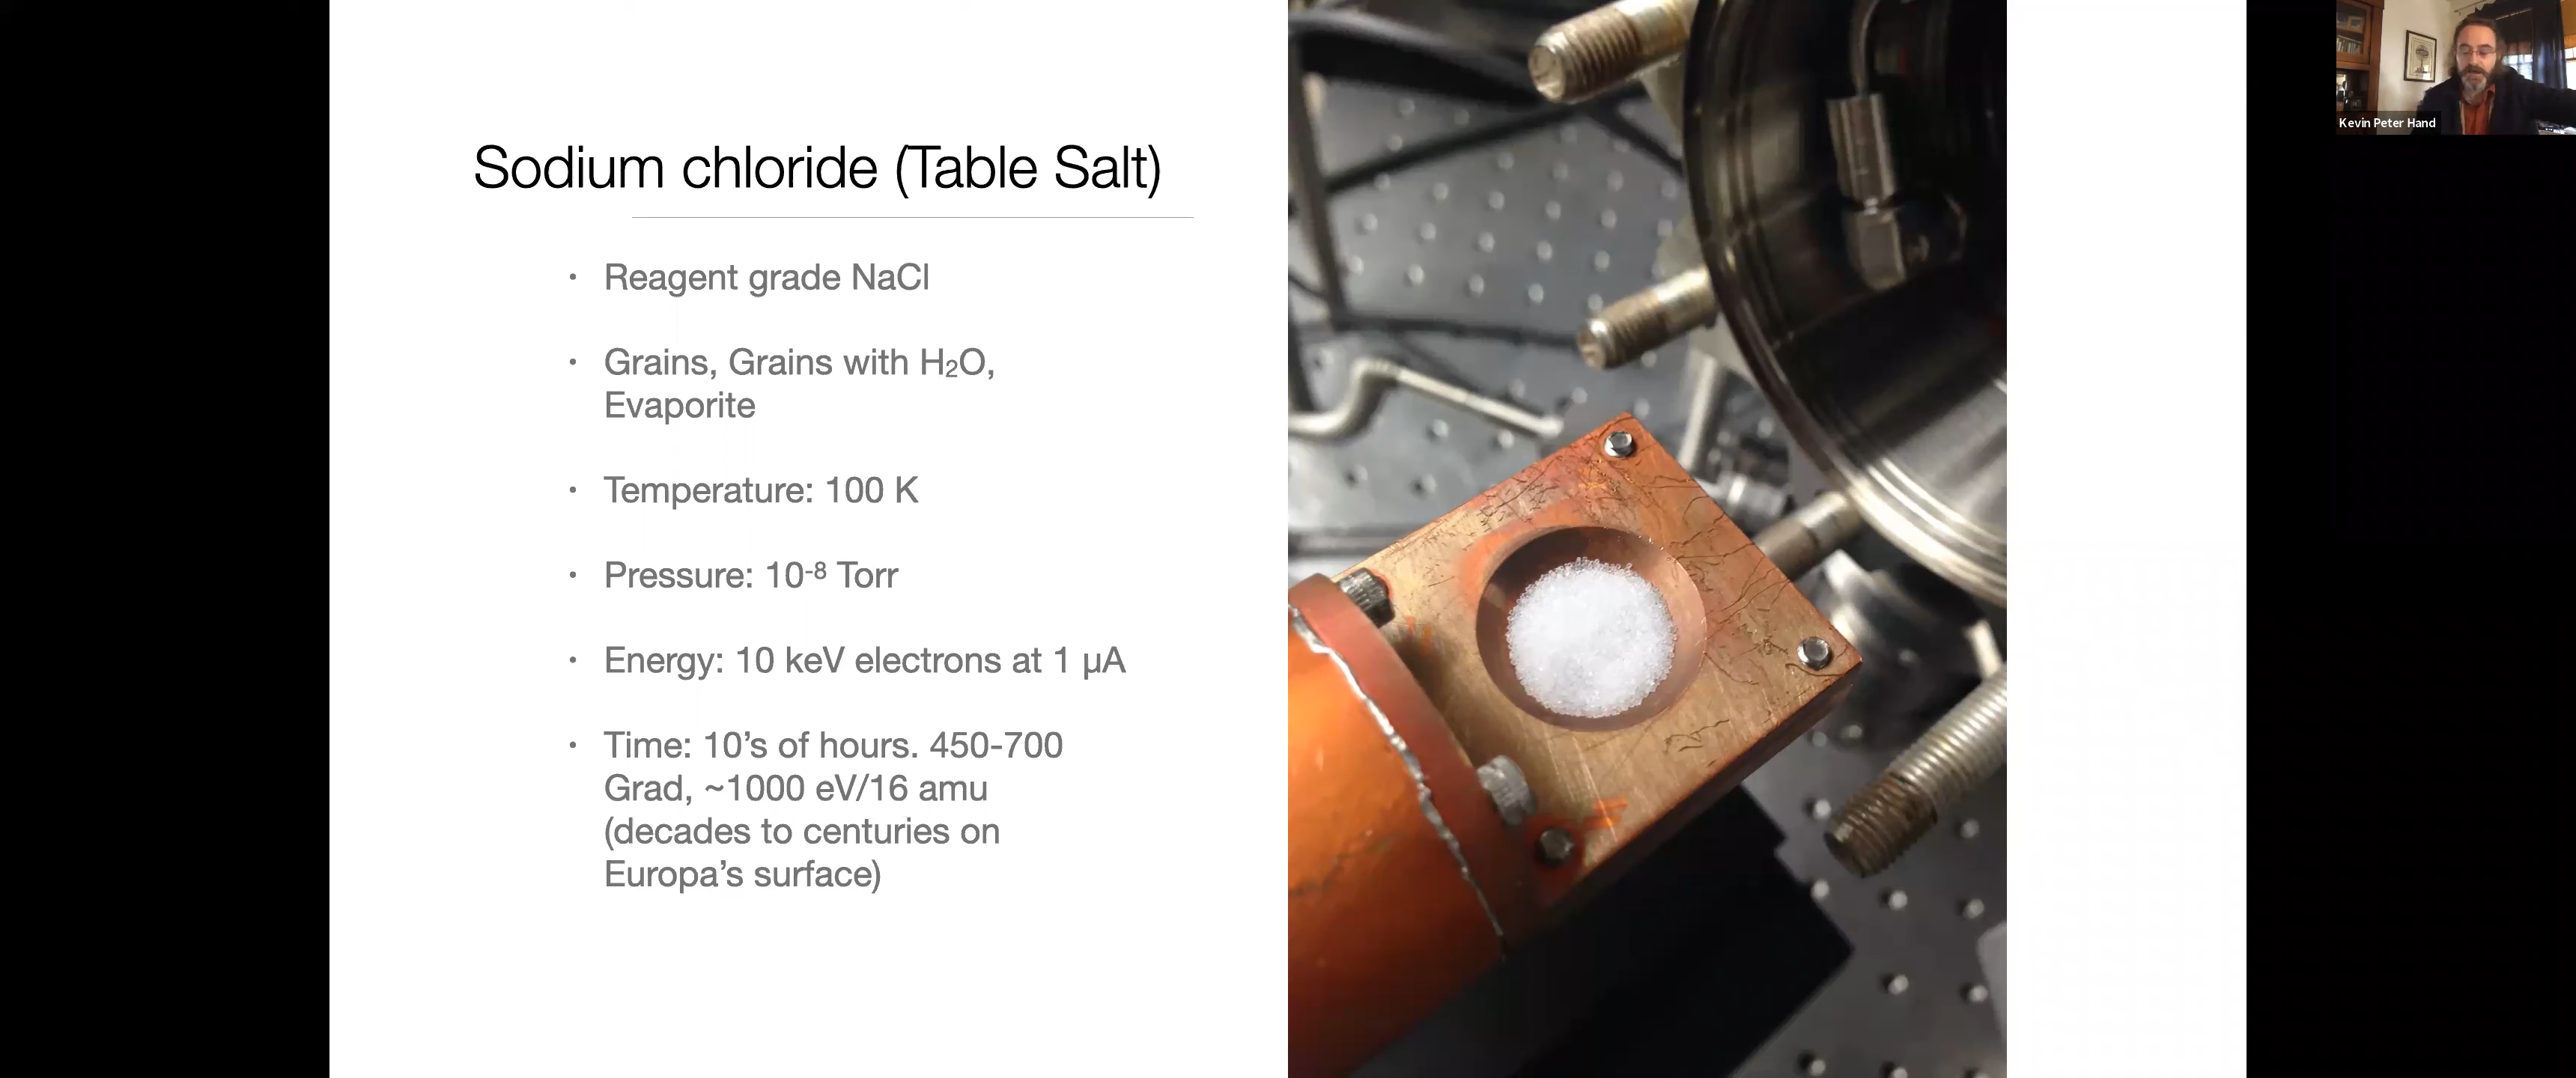 Sodium chloride (Table Salt)
• Reagent grade NaCl
• Grains, Grains with H₂O,
Evaporite
• Temperature: 100 K
• Pressure: 10⁻⁸ Torr
• Energy: 10 keV electrons at 1 µA
• Time: 10’s of hours. 450-700
Grad, ~1000 eV/16 amu
(decades to centuries on
Europa’s surface)
Kevin Peter Hand